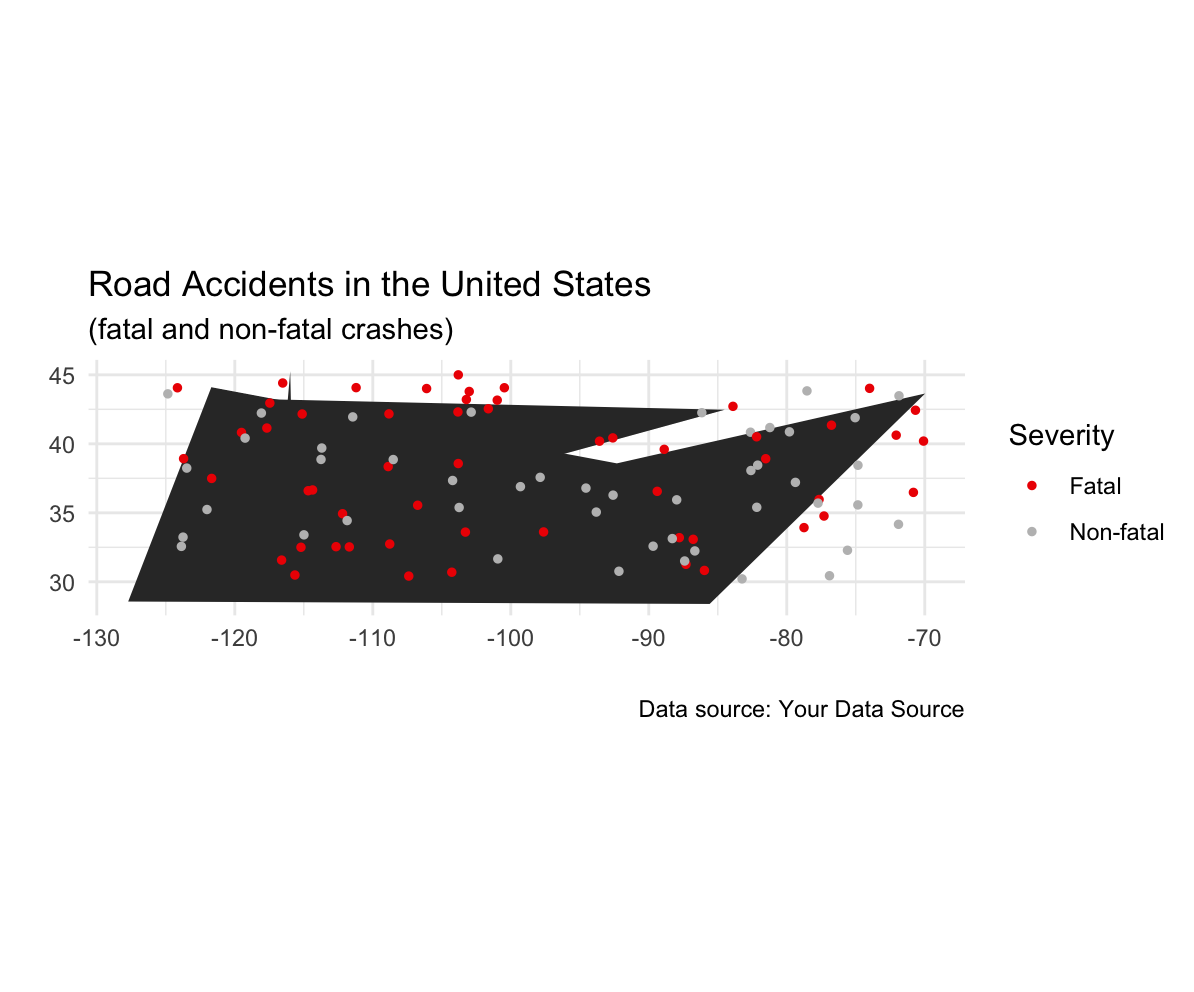 Road Accidents in the United States
(fatal and non-fatal crashes)
45
40
35
30
-130 -120 -110 -100 -90 -80 -70
Severity
Fatal
Non-fatal
Data source: Your Data Source